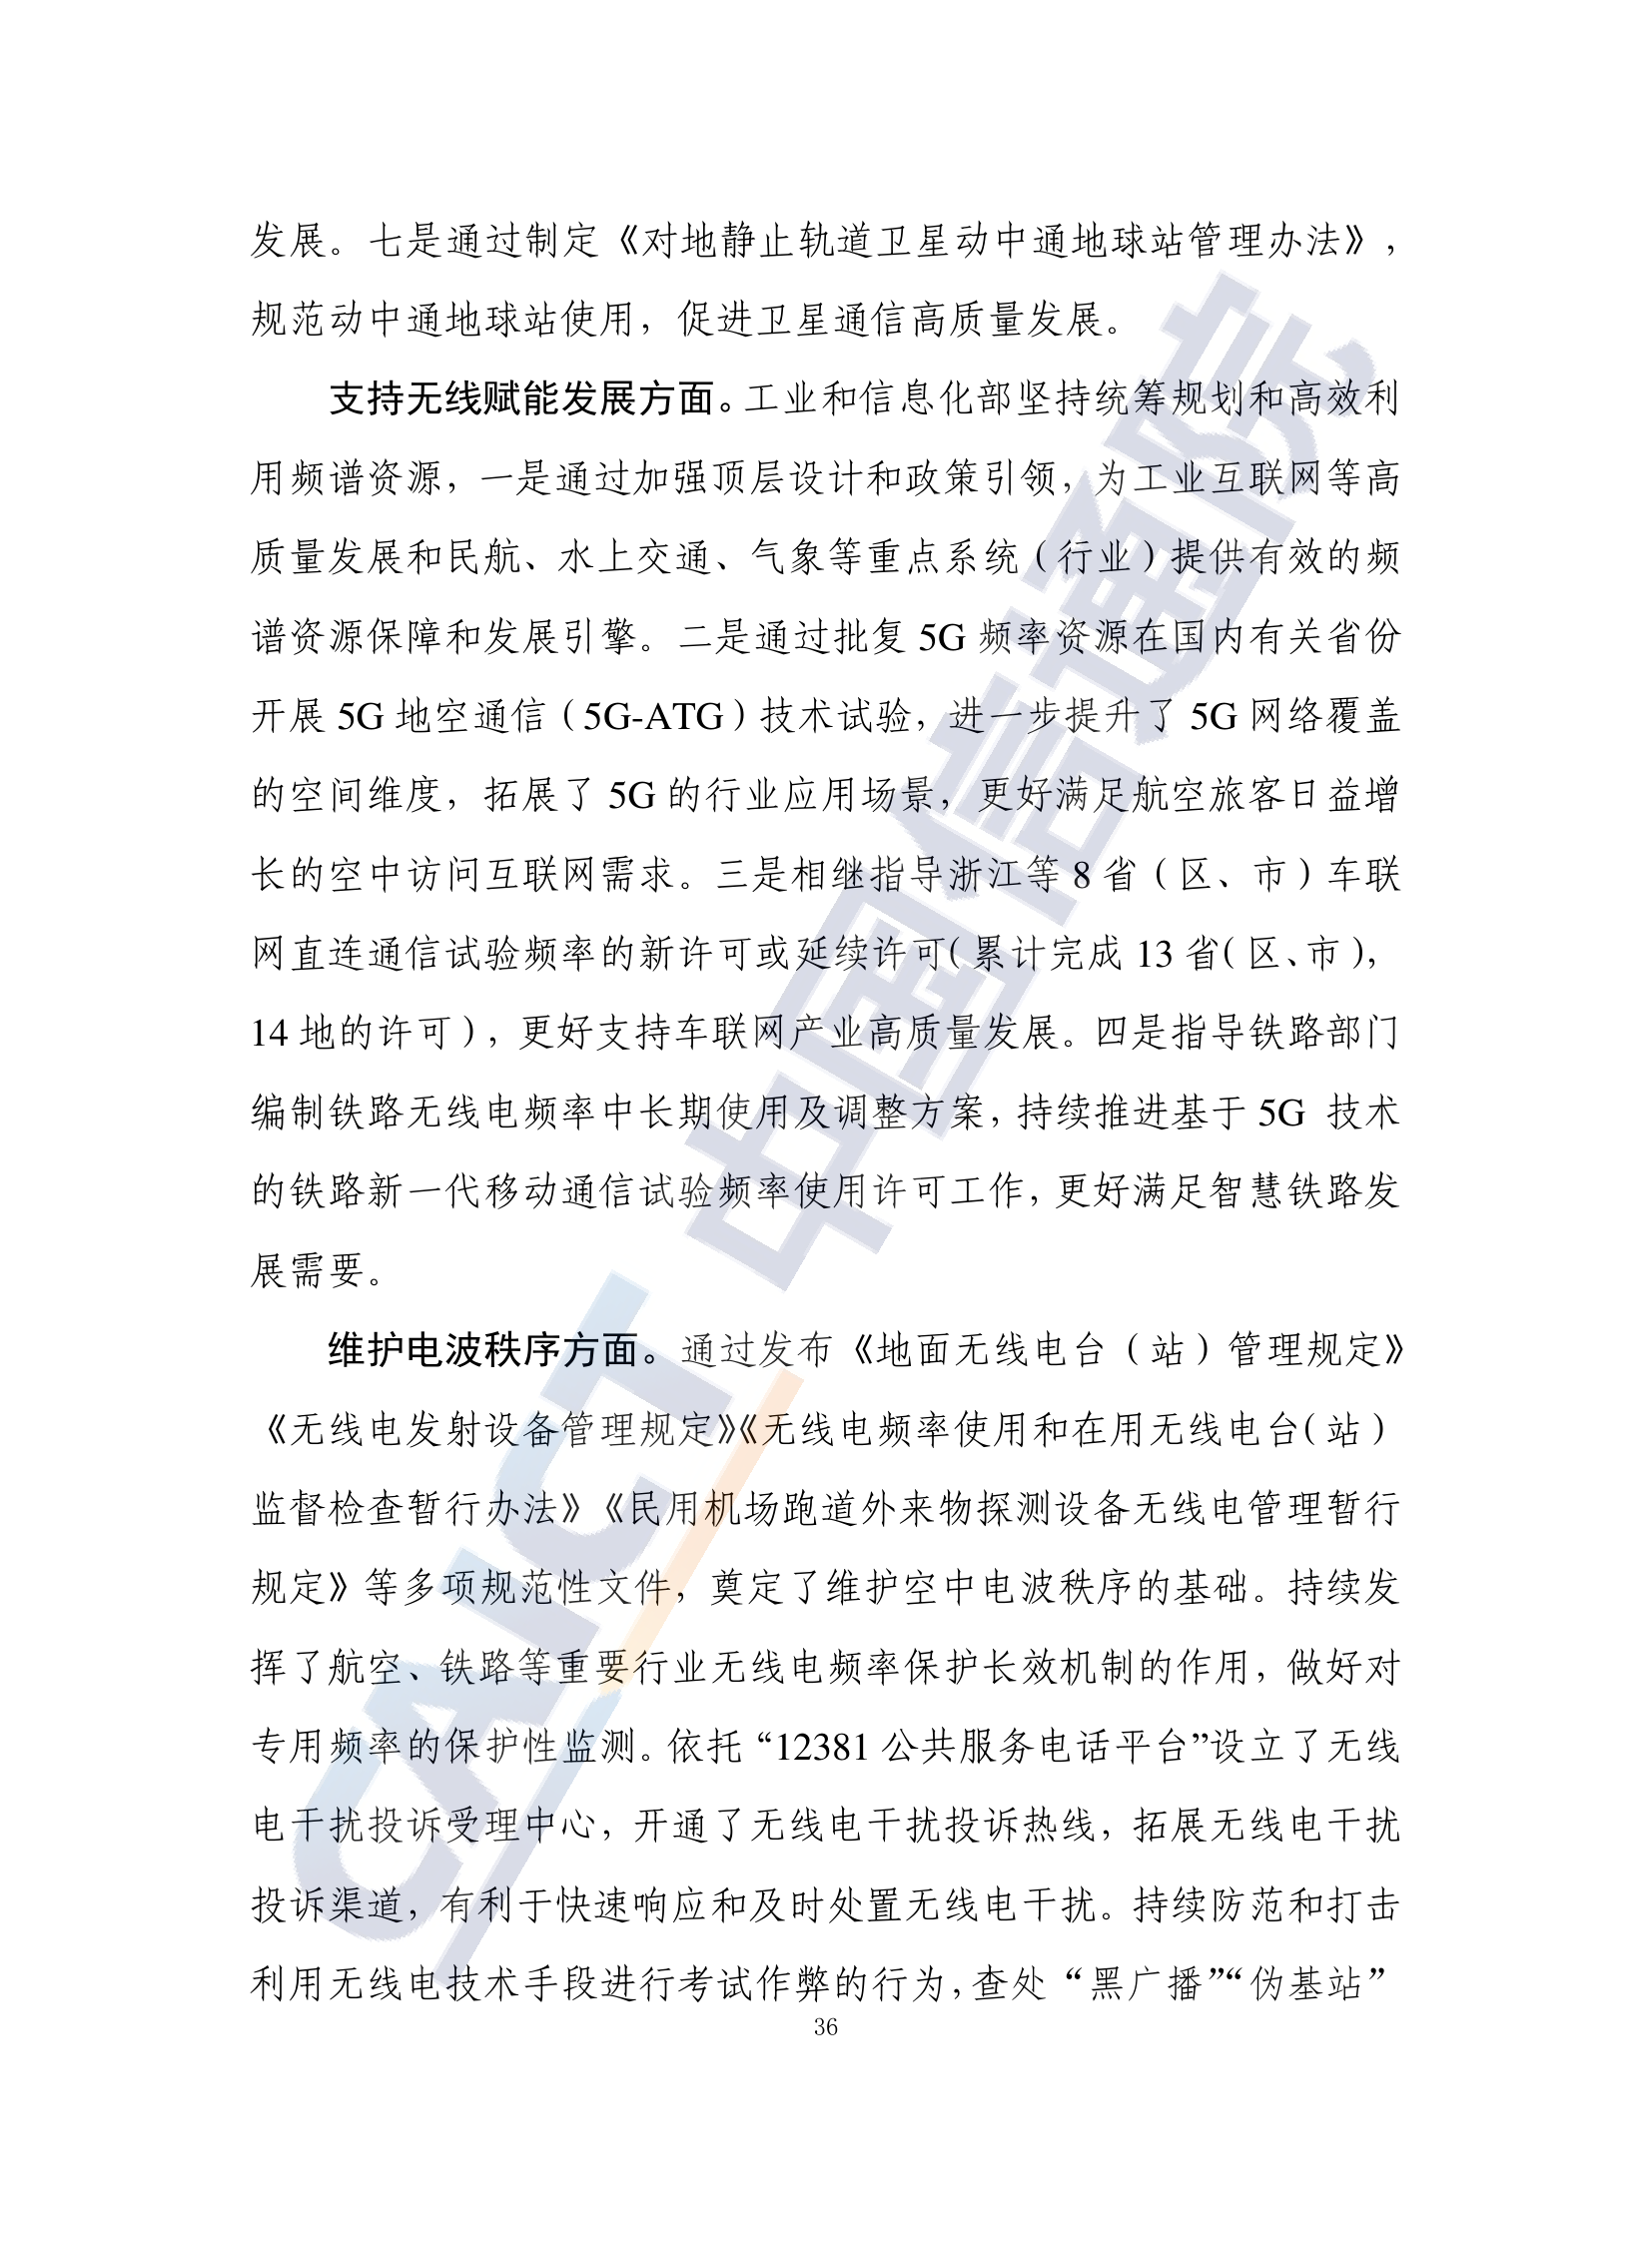 发展。七是通过制定《对地静止轨道卫星动中通地球站管理办法》，
规范动中通地球站使用，促进卫星通信高质量发展。
支持无线赋能发展方面。工业和信息化部坚持统筹规划和高效利
用频谱资源，一是通过加强顶层设计和政策引领，为工业互联网等高
质量发展和民航、水上交通、气象等重点系统（行业）提供有效的频
谱资源保障和发展引擎。二是通过批复 5G 频率资源在国内有关省份
开展 5G 地空通信（5G-ATG）技术试验，进一步提升了 5G 网络覆盖
的空间维度，拓展了 5G 的行业应用场景，更好满足航空旅客日益增
长的空中访问互联网需求。三是相继指导浙江等 8 省（区、市）车联
网直连通信试验频率的新许可或延续许可（累计完成 13 省（区、市），
14 地的许可），更好支持车联网产业高质量发展。四是指导铁路部门
编制铁路无线电频率中长期使用及调整方案，持续推进基于 5G 技术
的铁路新一代移动通信试验频率使用许可工作，更好满足智慧铁路发
展需要。
维护电波秩序方面。通过发布《地面无线电台（站）管理规定》
《无线电发射设备管理规定》《无线电频率使用和在用无线电台（站）
监督检查暂行办法》《民用机场跑道外来物探测设备无线电管理暂行
规定》等多项规范性文件，奠定了维护空中电波秩序的基础。持续发
挥了航空、铁路等重要行业无线电频率保护长效机制的作用，做好对
专用频率的保护性监测。依托“12381 公共服务电话平台”设立了无线
电干扰投诉受理中心，开通了无线电干扰投诉热线，拓展无线电干扰
投诉渠道，有利于快速响应和及时处置无线电干扰。持续防范和打击
利用无线电技术手段进行考试作弊的行为，查处“黑广播”“伪基站”
36
CAICT 中国信通院